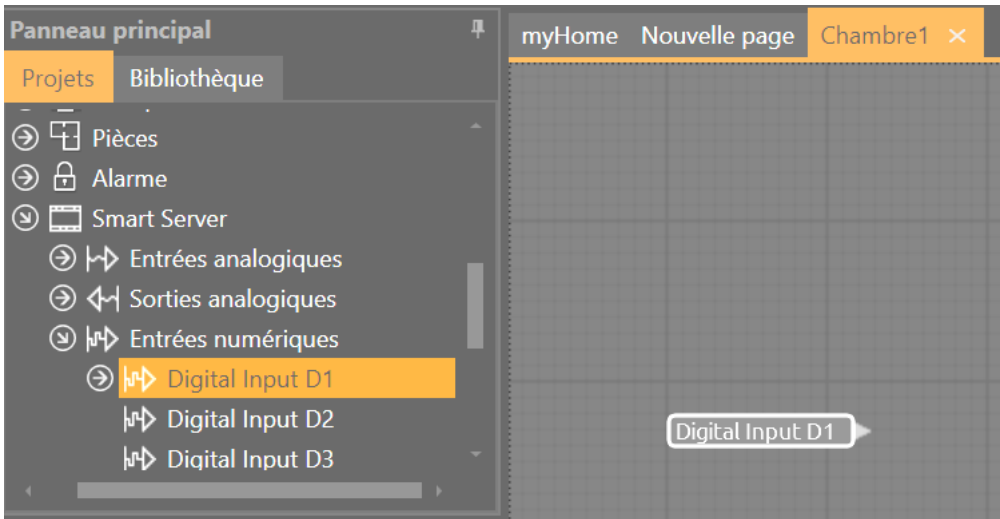 Panneau principal
Projets Bibliothèque
Pièces
Alarme
Smart Server
Entrées analogiques
Sorties analogiques
Entrées numériques
Digital Input D1
Digital Input D2
Digital Input D3
myHome Nouvelle page Chambre1
Digital Input D1